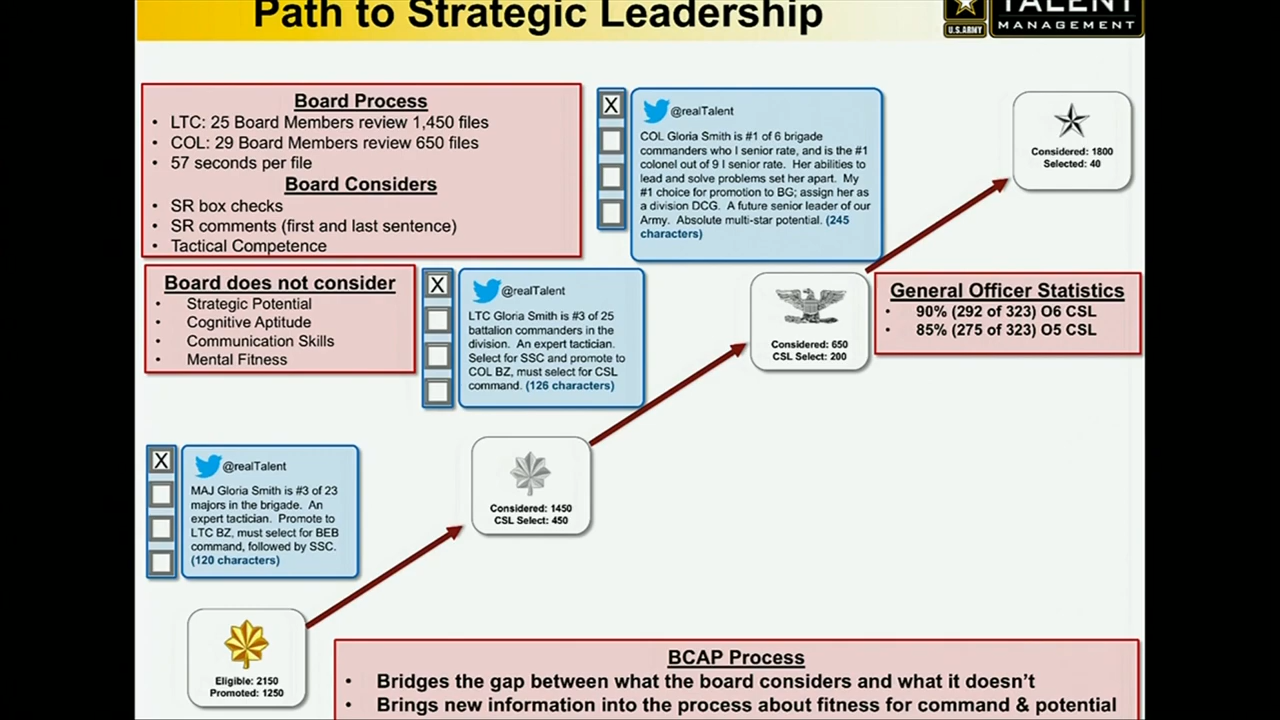 Path to Strategic Leadership
U.S.ARMY
TALENT
MANAGEMENT
Board Process
• LTC: 25 Board Members review 1,450 files
• COL: 29 Board Members review 650 files
• 57 seconds per file
Board Considers
• SR box checks
• SR comments (first and last sentence)
• Tactical Competence
X
@realTalent
COL Gloria Smith is #1 of 6 brigade
commanders who I senior rate, and is the #1
colonel out of 9 I senior rate. Her abilities to
lead and solve problems set her apart. My
#1 choice for promotion to BG; assign her as
a division DCG. A future senior leader of our
Army. Absolute multi-star potential. (245
characters)
Considered: 1800
Selected: 40
Board does not consider
• Strategic Potential
• Cognitive Aptitude
• Communication Skills
• Mental Fitness
X
@realTalent
LTC Gloria Smith is #3 of 25
battalion commanders in the
division. An expert tactician.
Select for SSC and promote to
COL BZ, must select for CSL
command. (126 characters)
Considered: 650
CSL Select: 200
General Officer Statistics
• 90% (292 of 323) O6 CSL
• 85% (275 of 323) O5 CSL
X
@realTalent
MAJ Gloria Smith is #3 of 23
majors in the brigade. An
expert tactician. Promote to
LTC BZ, must select for BEB
command, followed by SSC.
(120 characters)
Considered: 1450
CSL Select: 450
Eligible: 2150
Promoted: 1250
BCAP Process
• Bridges the gap between what the board considers and what it doesn't
• Brings new information into the process about fitness for command & potential